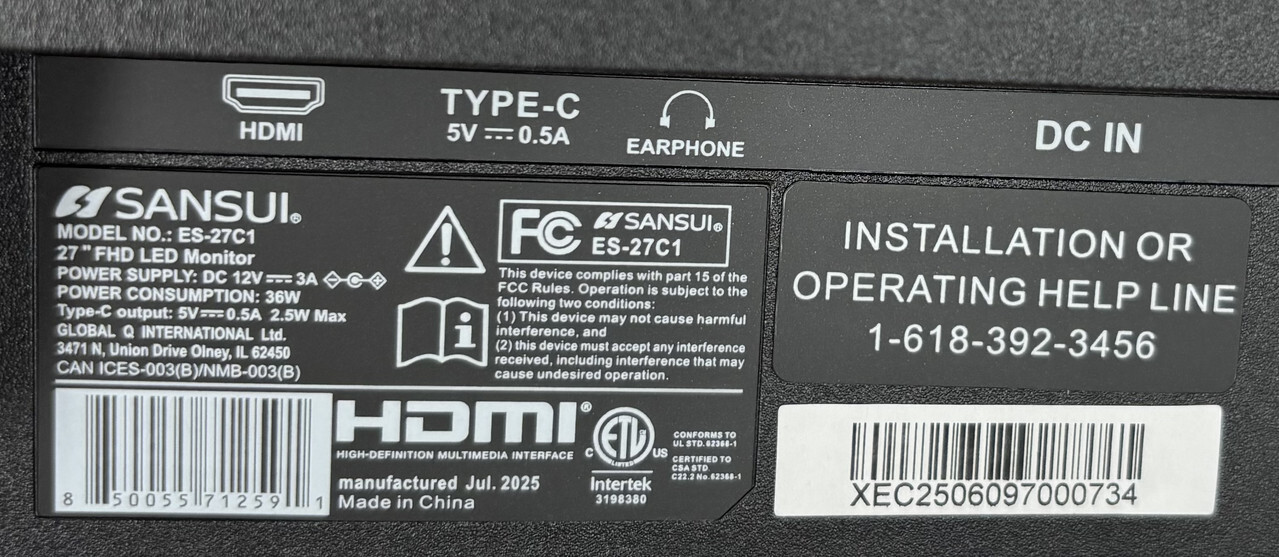 HDMI
TYPE-C
5V⎓0.5A
EARPHONE
DC IN
SANSUI®
MODEL NO.: ES-27C1
27" FHD LED Monitor
POWER SUPPLY: DC 12V⎓3A
POWER CONSUMPTION: 36W
Type-C output: 5V⎓0.5A 2.5W Max
GLOBAL Q INTERNATIONAL Ltd.
3471 N, Union Drive Olney, IL 62450
CAN ICES-003(B)/NMB-003(B)
FC SANSUI®
ES-27C1
This device complies with part 15 of the
FCC Rules. Operation is subject to the
following two conditions:
(1) This device may not cause harmful
interference, and
(2) this device must accept any interference
received, including interference that may
cause undesired operation.
8 50055 71259 1
HDMI®
HIGH-DEFINITION MULTIMEDIA INTERFACE
manufactured Jul. 2025
Made in China
ETL
LISTED
C US
Intertek
3198380
CONFORMS TO
UL STD.62368-1
CERTIFIED TO
CSA STD.
C22.2 No.62368-1
INSTALLATION OR
OPERATING HELP LINE
1-618-392-3456
XEC2506097000734